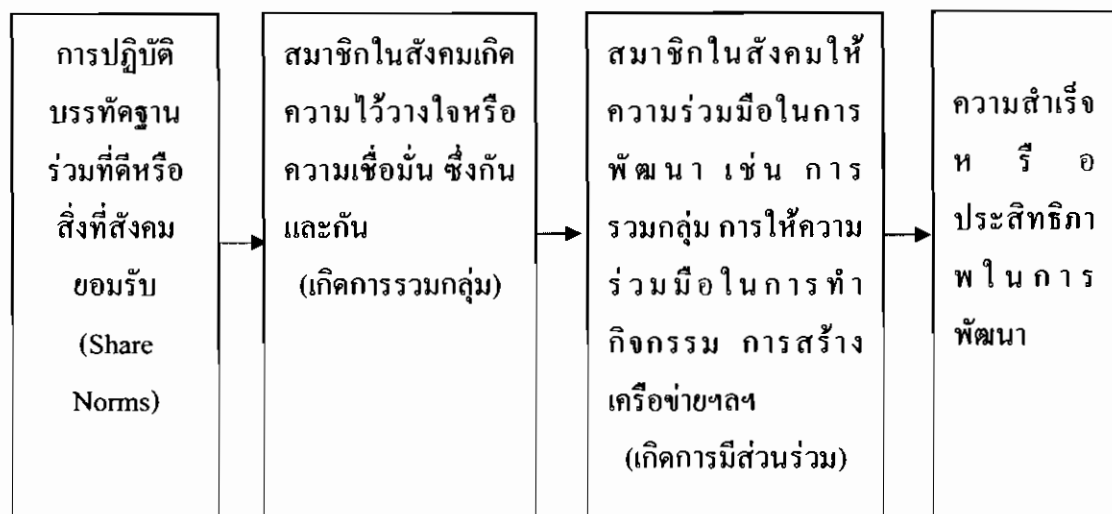 การปฏิบัติ
บรรทัดฐาน
ร่วมที่ดีหรือ
สิ่งที่สังคม
ยอมรับ
(Share
Norms)
สมาชิกในสังคมเกิด
ความไว้วางใจหรือ
ความเชื่อมั่น ซึ่งกัน
และกัน
(เกิดการรวมกลุ่ม)
สมาชิกในสังคมให้
ความร่วมมือในการ
พัฒนา เช่น การ
รวมกลุ่ม การให้ความ
ร่วมมือในการทำ
กิจกรรม การสร้าง
เครือข่ายฯลฯ
(เกิดการมีส่วนร่วม)
ความสำเร็จ
หรือ
ประสิทธิภา
พในการ
พัฒนา